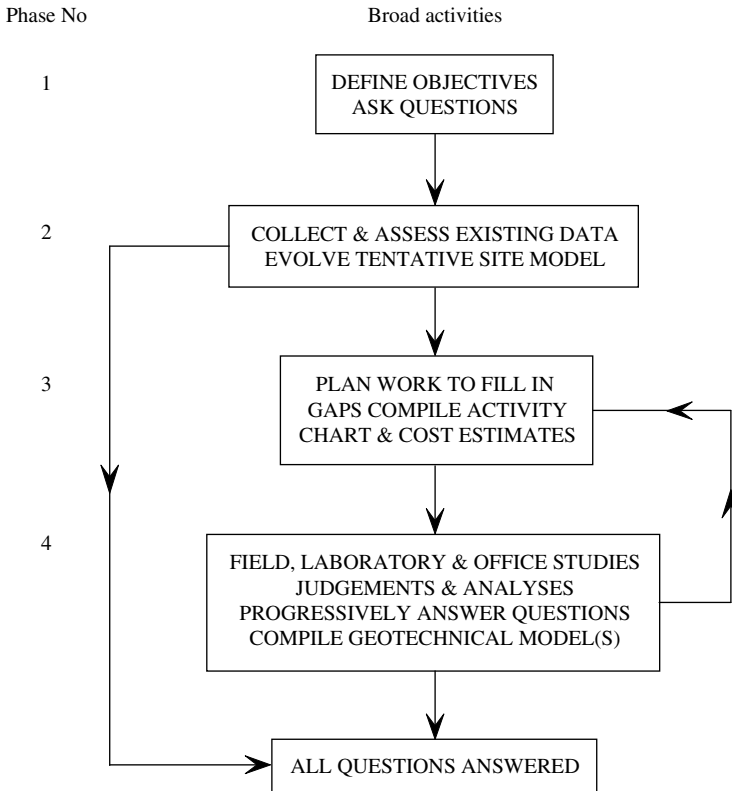 Phase No Broad activities
1
DEFINE OBJECTIVES
ASK QUESTIONS
2
COLLECT & ASSESS EXISTING DATA
EVOLVE TENTATIVE SITE MODEL
3
PLAN WORK TO FILL IN
GAPS COMPILE ACTIVITY
CHART & COST ESTIMATES
4
FIELD, LABORATORY & OFFICE STUDIES
JUDGEMENTS & ANALYSES
PROGRESSIVELY ANSWER QUESTIONS
COMPILE GEOTECHNICAL MODEL(S)
ALL QUESTIONS ANSWERED